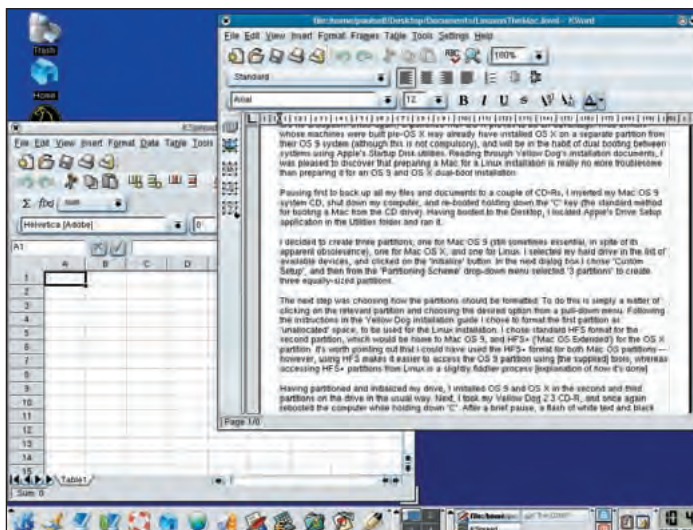 file:/home/paulsell/Desktop/Documents/LinuxonTheMac.kwd - KWord
File Edit View Insert Format Frames Table Tools Settings Help
100%
Standard
Arial
12
B I U S
whose machines were built pre-OS X may already have installed OS X on a separate partition from
their OS 9 system (although this is not compulsory), and will be in the habit of dual booting between
systems using Apple's Startup Disk utilities. Reading through Yellow Dog's installation documents, I
was pleased to discover that preparing a Mac for a Linux installation is really no more troublesome
than preparing it for an OS 9 and OS X dual-boot installation.
Pausing first to back up all my files and documents to a couple of CD-Rs, I inserted my Mac OS 9
system CD, shut down my computer, and re-booted holding down the "C" key (the standard method
for booting a Mac from the CD drive). Having booted to the Desktop, I located Apple's Drive Setup
application in the Utilities folder and ran it.
I decided to create three partitions, one for Mac OS 9 (still sometimes essential, in spite of its
apparent obsolescence), one for Mac OS X, and one for Linux. I selected my hard drive in the list of
available devices, and clicked on the 'Initialize' button. In the next dialog box I chose 'Custom
Setup', and then from the 'Partitioning Scheme' drop-down menu selected '3 partitions' to create
three equally-sized partitions.
The next step was choosing how the partitions should be formatted. To do this is simply a matter of
clicking on the relevant partition and choosing the desired option from a pull-down menu. Following
the instructions in the Yellow Dog installation guide I chose to format the first partition as
'unallocated' space, to be used for the Linux installation. I chose standard HFS format for the
second partition, which would be home to Mac OS 9, and HFS+ ('Mac OS Extended') for the OS X
partition. It's worth pointing out that I could have used the HFS+ format for both Mac OS partitions —
however, using HFS makes it easier to access the OS 9 partition using [the supplied] tools, whereas
accessing HFS+ partitions from Linux is a slightly fiddlier process [explanation of how it's done]
Having partitioned and initialized my drive, I installed OS 9 and OS X in the second and third
partitions on the drive in the usual way. Next, I took my Yellow Dog 2.3 CD-R, and once again
rebooted the computer while holding down "C". After a brief pause, a flash of white text and black
Page 1/0
Trash
Home
File Edit View Insert Format Data Table Tools
Σ f(x) sum
Helvetica [Adobe]
A1
A B C D E
1
2
3
4
5
6
7
8
9
10
11
12
13
14
15
Table1
Sum: 0
KSpread